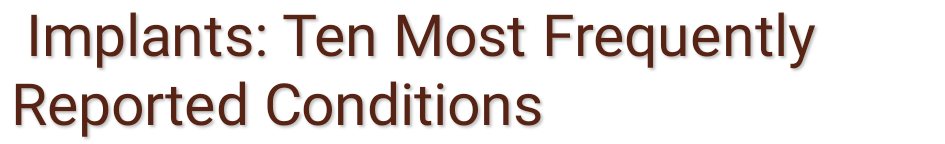 Implants: Ten Most Frequently
Reported Conditions